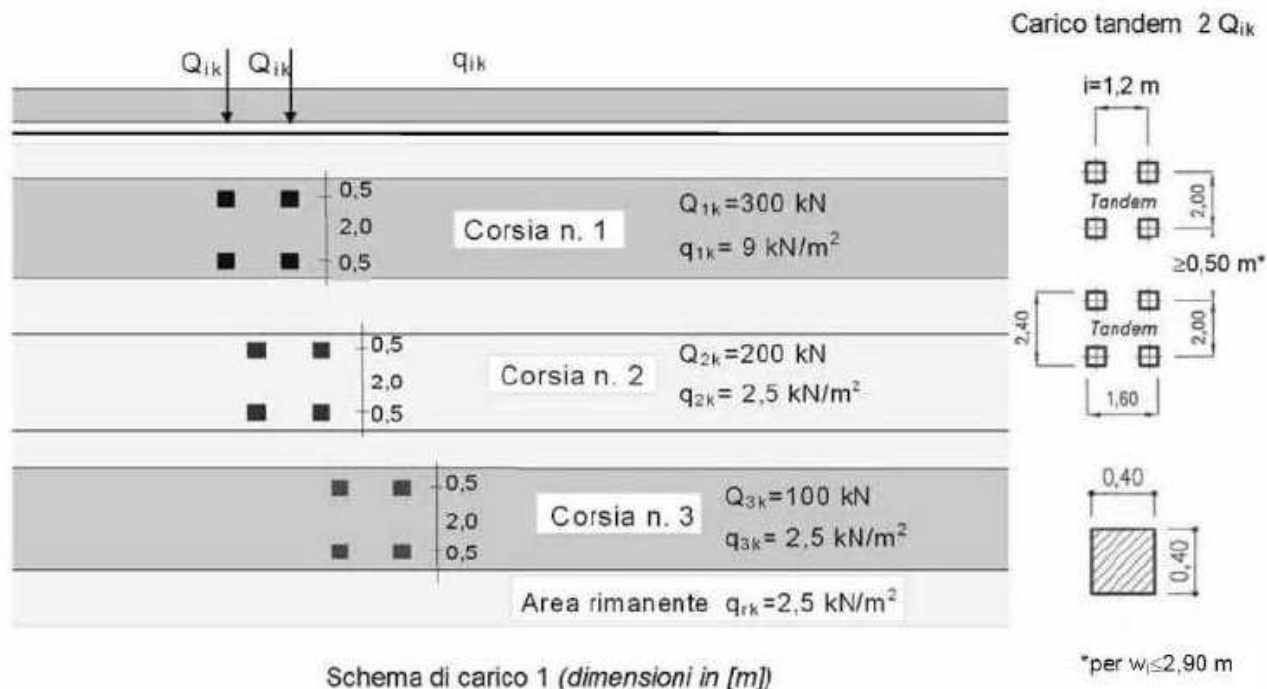 Carico tandem 2 Qik
Qik Qik qik
i=1,2 m
0,5
2,0
0,5
Corsia n. 1
Q1k=300 kN
q1k= 9 kN/m²
Tandem
2,00
≥0,50 m*
0,5
2,0
0,5
Corsia n. 2
Q2k=200 kN
q2k= 2,5 kN/m²
2,40
Tandem
2,00
1,60
0,5
2,0
0,5
Corsia n. 3
Q3k=100 kN
q3k= 2,5 kN/m²
0,40
0,40
Area rimanente qrk=2,5 kN/m²
Schema di carico 1 (dimensioni in [m])
*per wl≤2,90 m